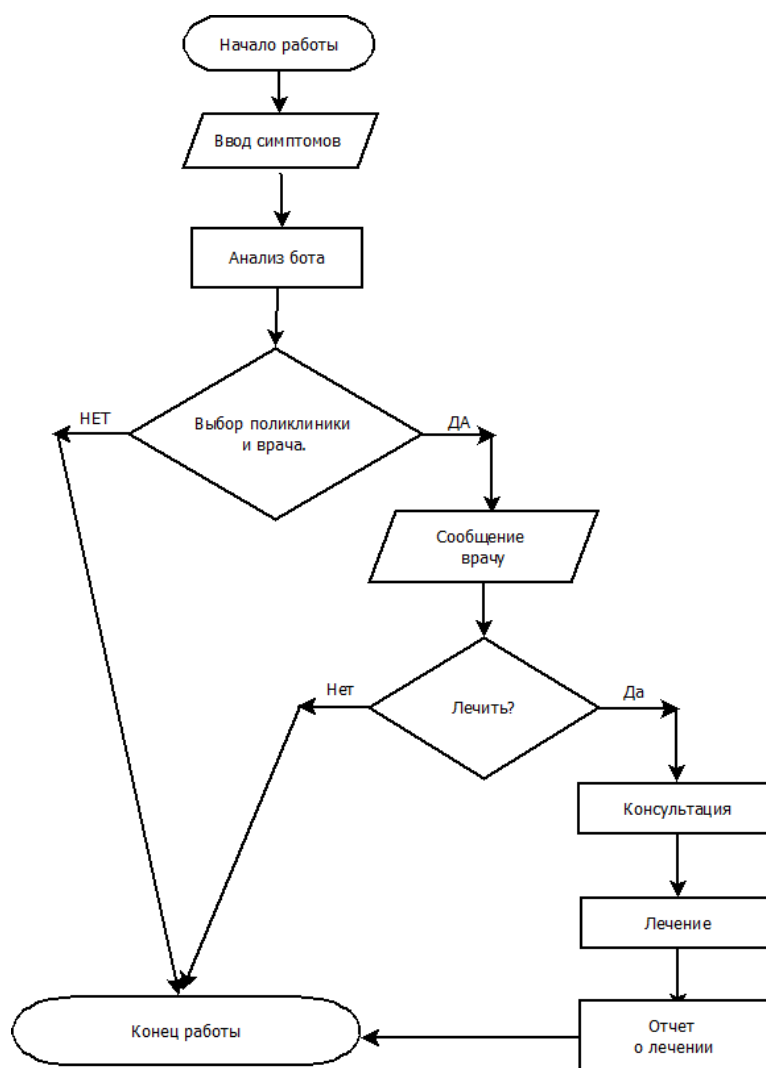 Начало работы
Ввод симптомов
Анализ бота
НЕТ
Выбор поликлиники
и врача.
ДА
Сообщение
врачу
Нет
Лечить?
Да
Консультация
Лечение
Отчет
о лечении
Конец работы